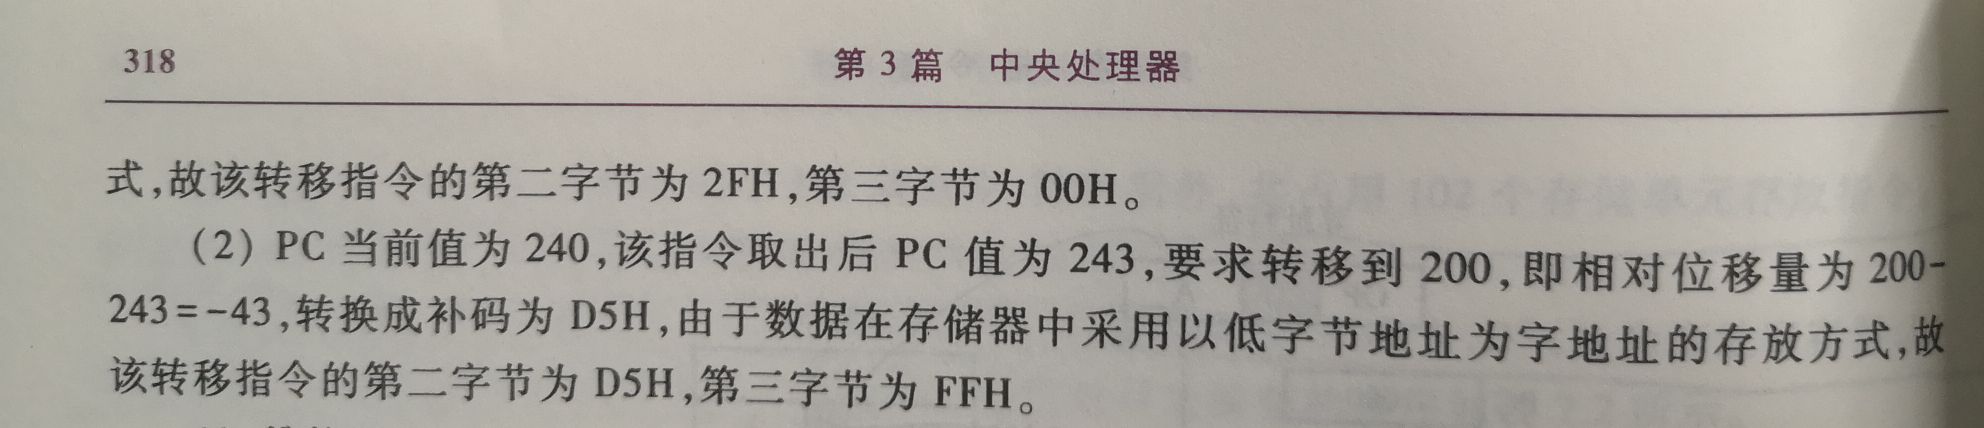 318
第 3 篇 中央处理器
式,故该转移指令的第二字节为 2FH,第三字节为 00H。
(2) PC 当前值为 240,该指令取出后 PC 值为 243,要求转移到 200,即相对位移量为 200-
243=-43,转换成补码为 D5H,由于数据在存储器中采用以低字节地址为字地址的存放方式,故
该转移指令的第二字节为 D5H,第三字节为 FFH。